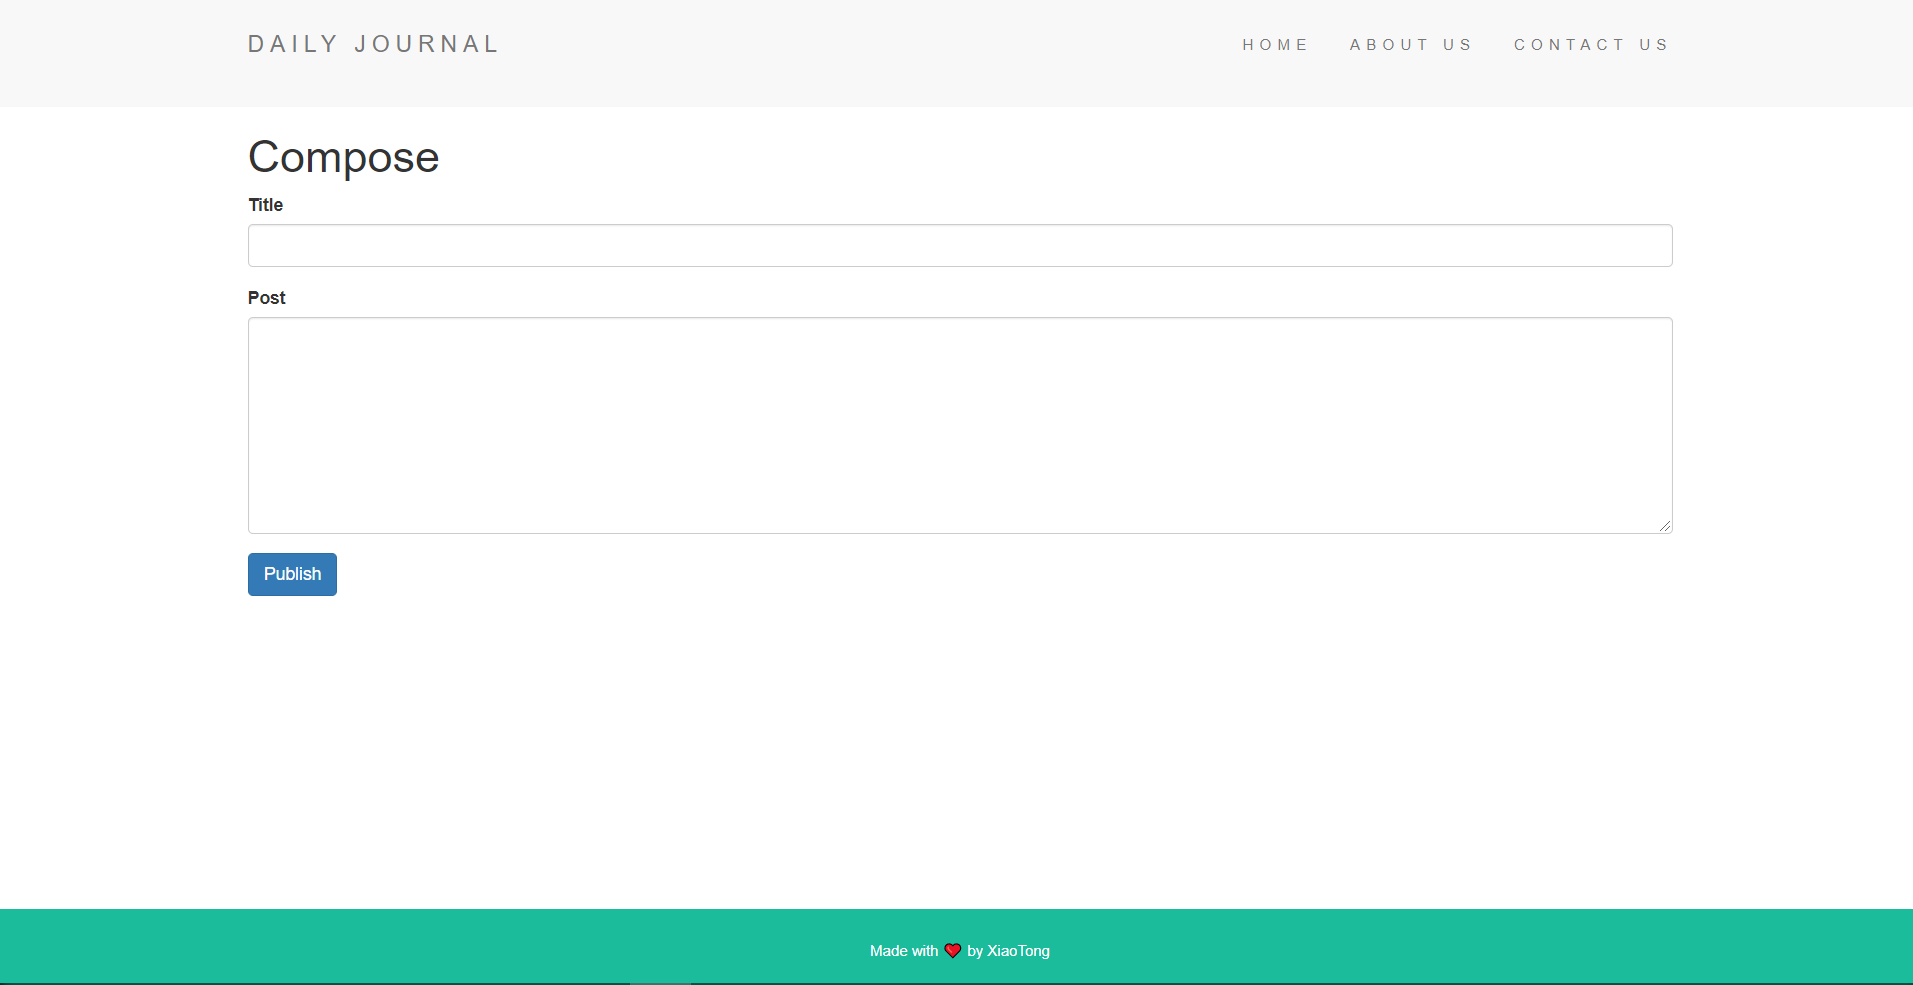 DAILY JOURNAL
HOME ABOUT US CONTACT US
Compose
Title
Post
Publish
Made with ❤ by XiaoTong